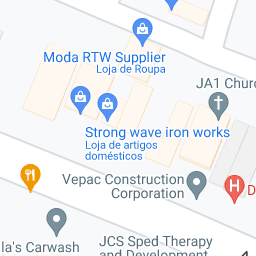 Moda RTW Supplier
Loja de Roupa
JA1 Churc
Strong wave iron works
Loja de artigos
domésticos
Vepac Construction
Corporation
H
D
la's Carwash
JCS Sped Therapy
and Development